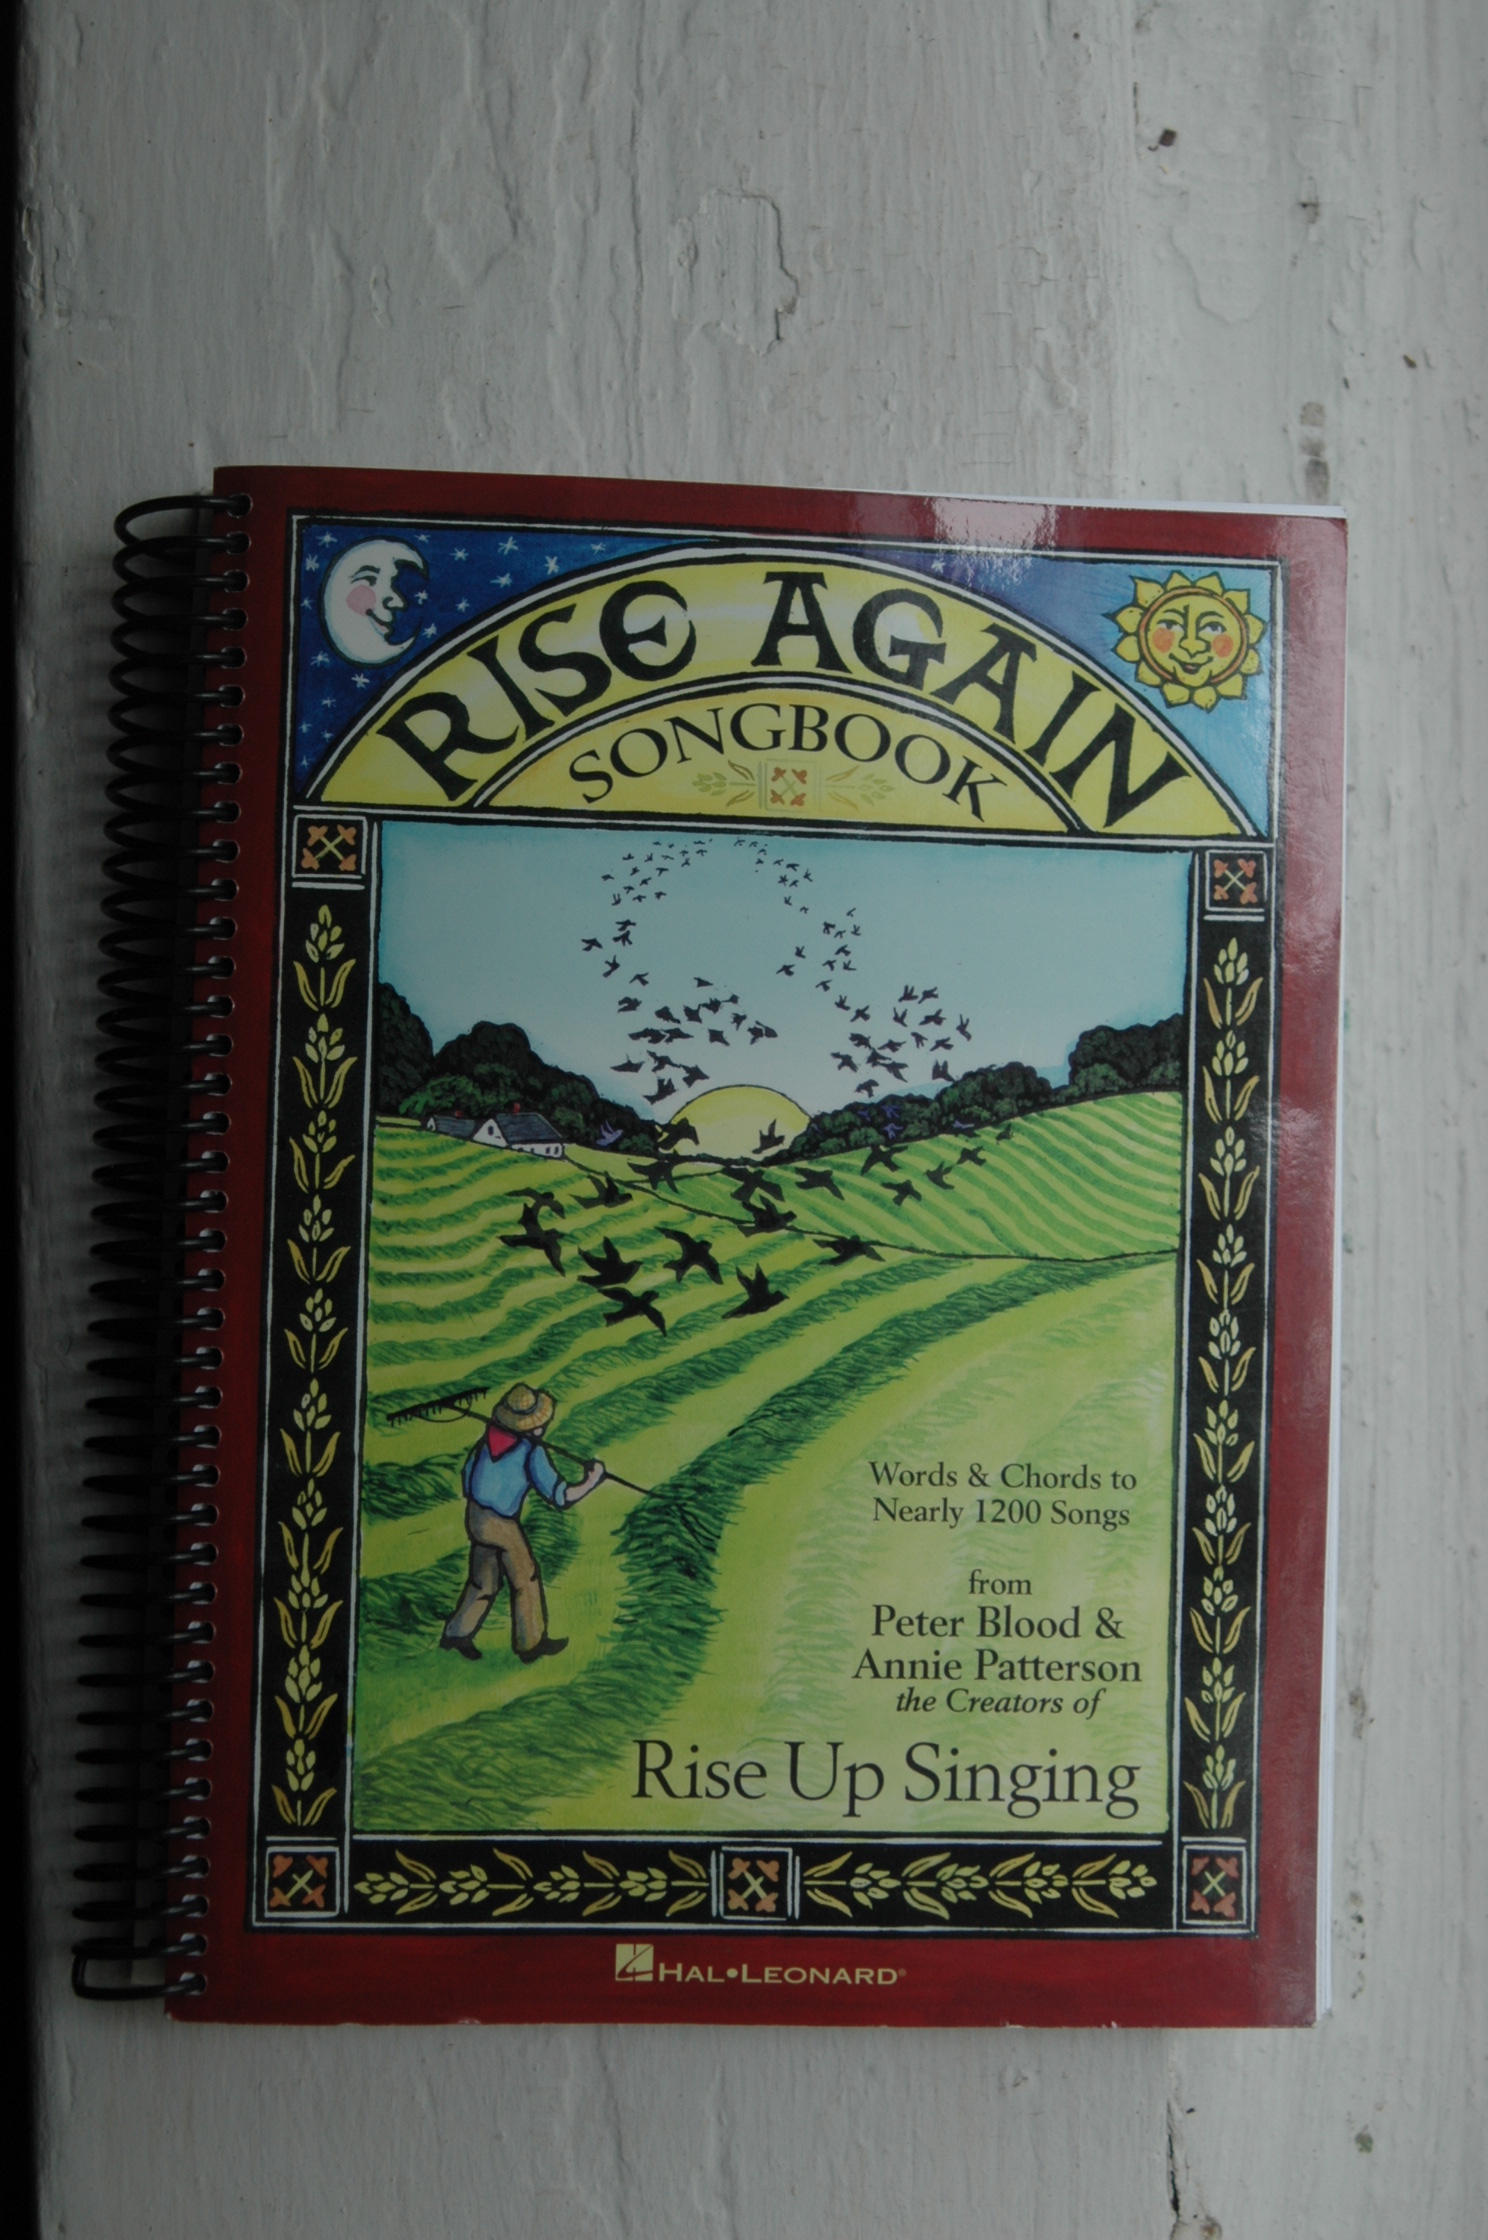 RISE AGAIN
SONGBOOK
Words & Chords to
Nearly 1200 Songs
from
Peter Blood &
Annie Patterson
the Creators of
Rise Up Singing
HAL•LEONARD®